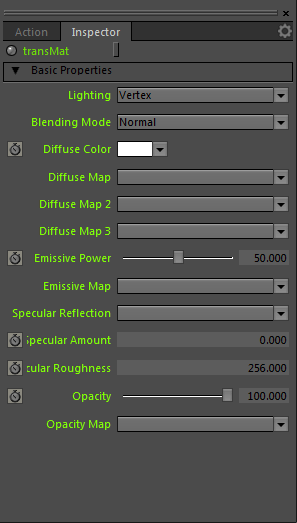 Action Inspector
transMat
Basic Properties
Lighting Vertex
Blending Mode Normal
Diffuse Color
Diffuse Map
Diffuse Map 2
Diffuse Map 3
Emissive Power 50.000
Emissive Map
Specular Reflection
Specular Amount 0.000
cular Roughness 256.000
Opacity 100.000
Opacity Map